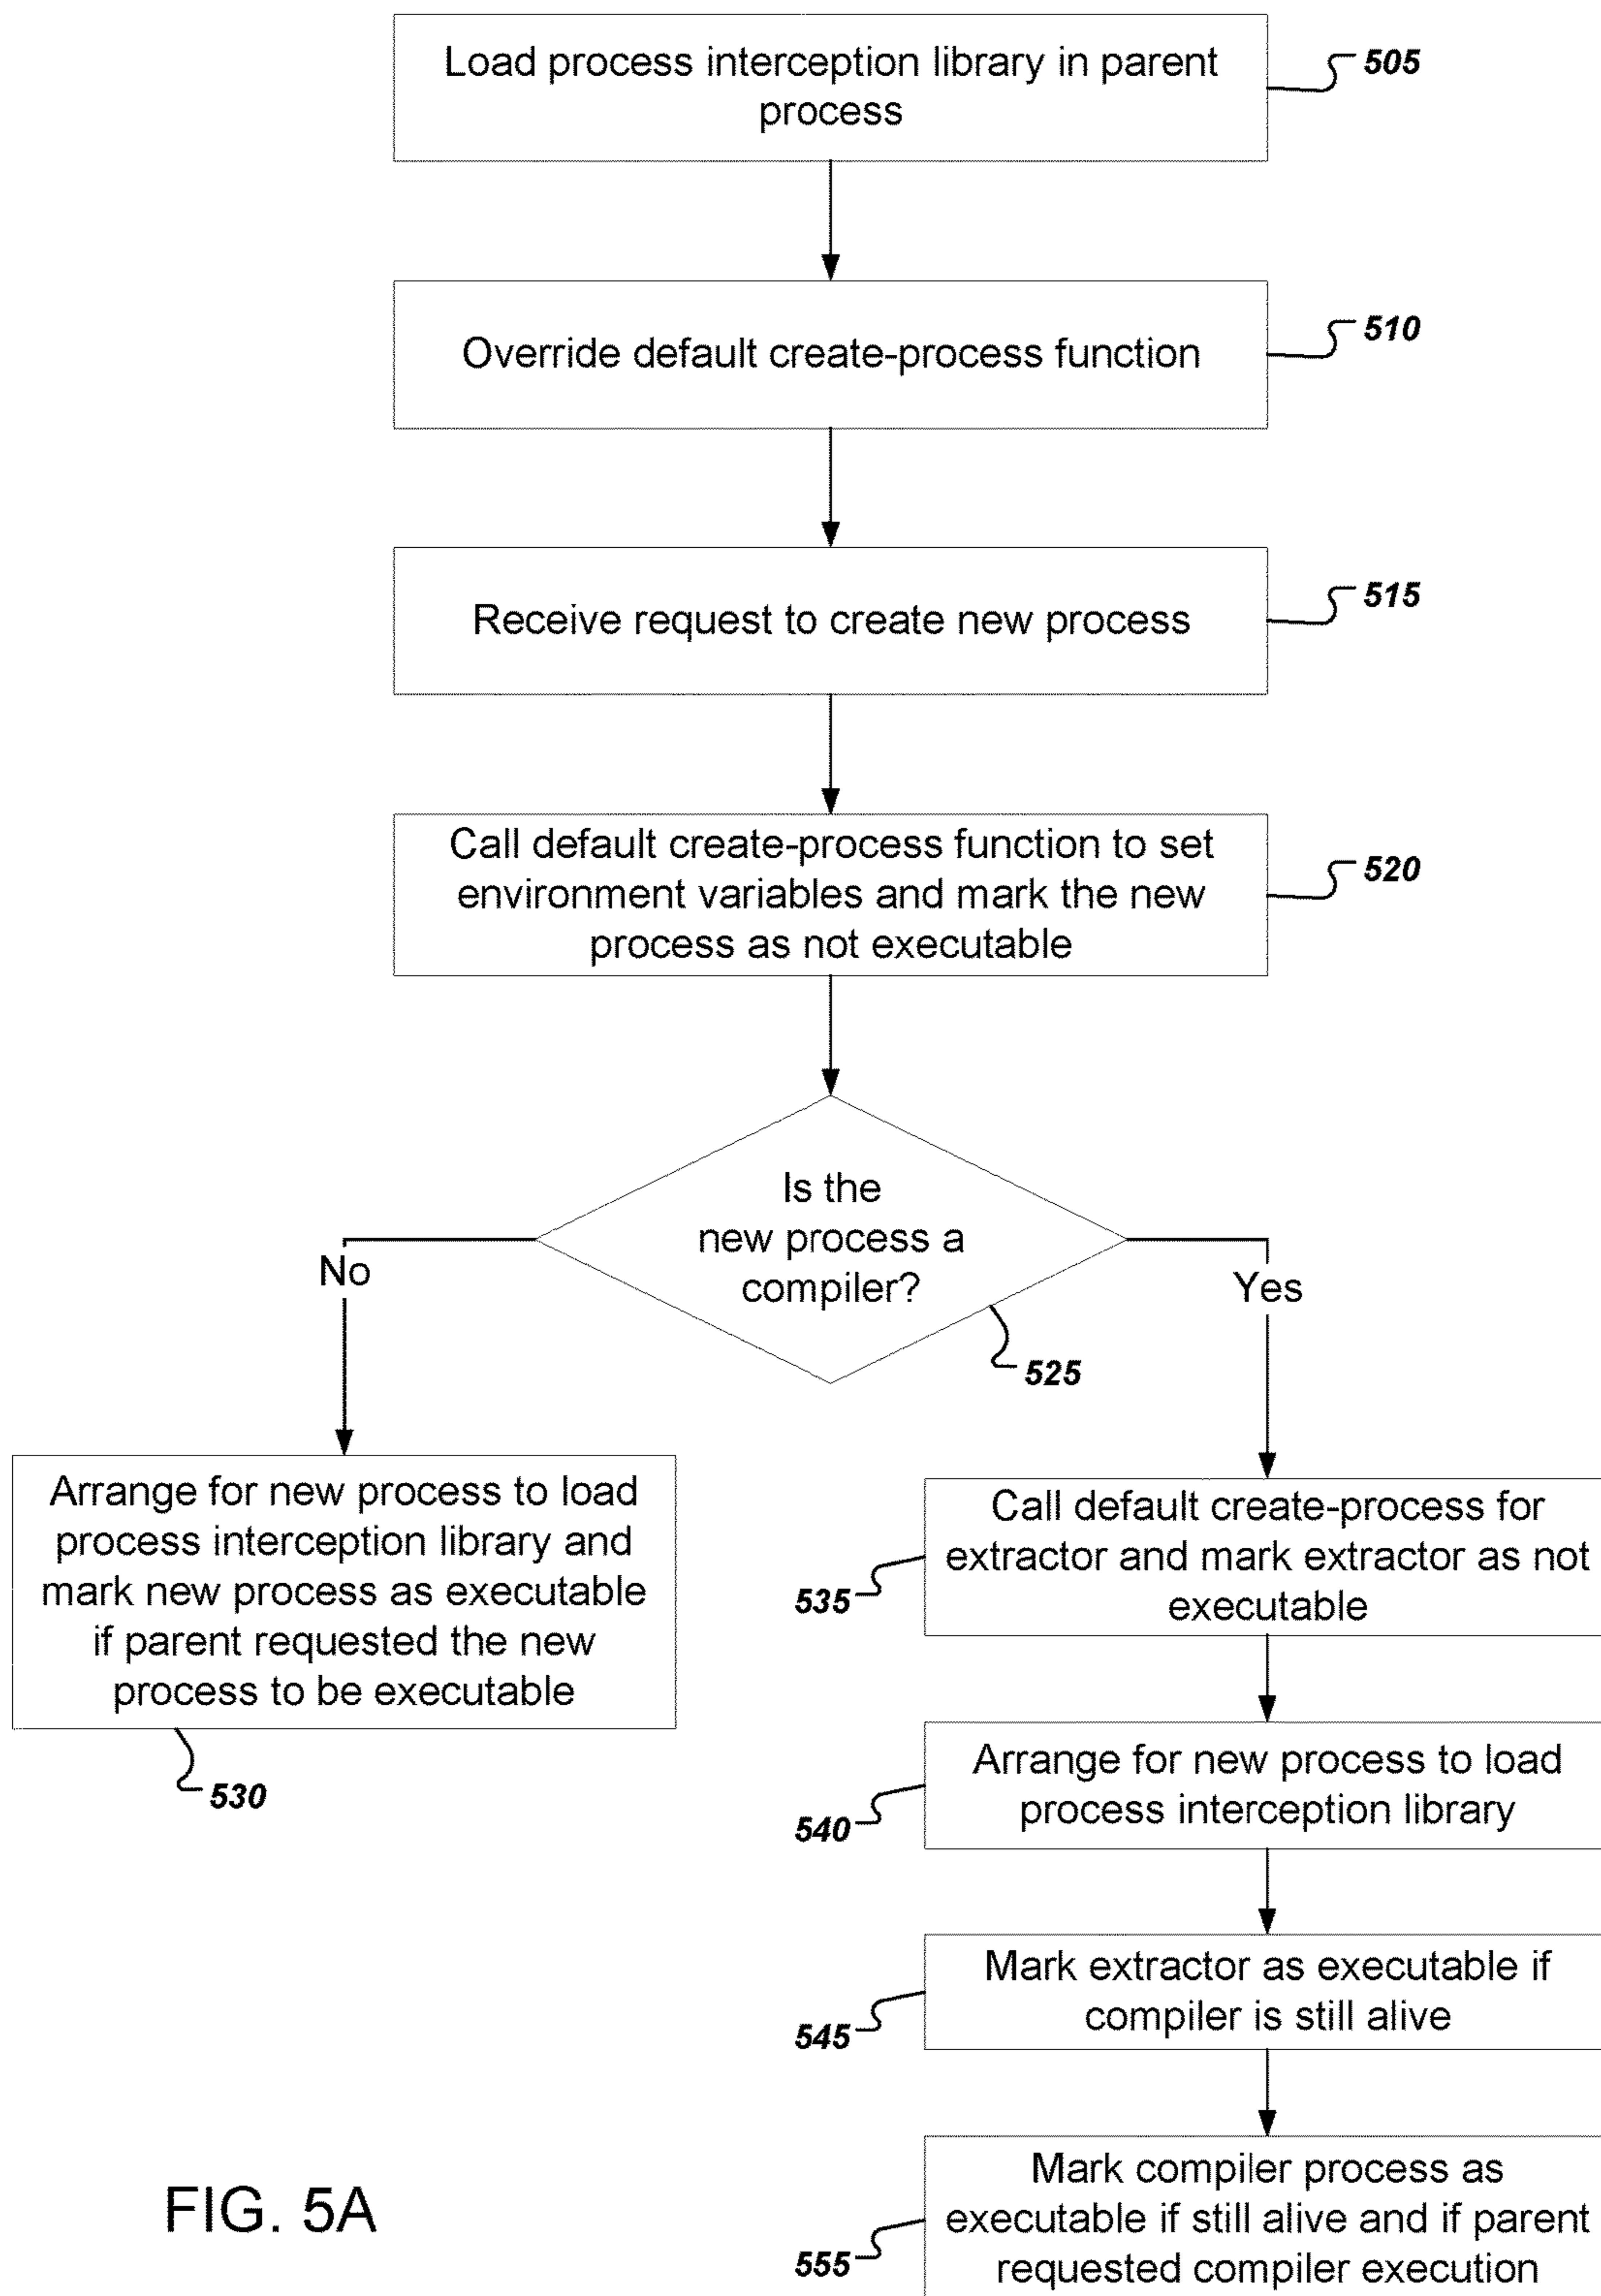 Load process interception library in parent
process
505
Override default create-process function
510
Receive request to create new process
515
Call default create-process function to set
environment variables and mark the new
process as not executable
520
Is the
new process a
compiler?
525
No
Yes
Arrange for new process to load
process interception library and
mark new process as executable
if parent requested the new
process to be executable
530
Call default create-process for
extractor and mark extractor as not
executable
535
Arrange for new process to load
process interception library
540
Mark extractor as executable if
compiler is still alive
545
Mark compiler process as
executable if still alive and if parent
requested compiler execution
555
FIG. 5A